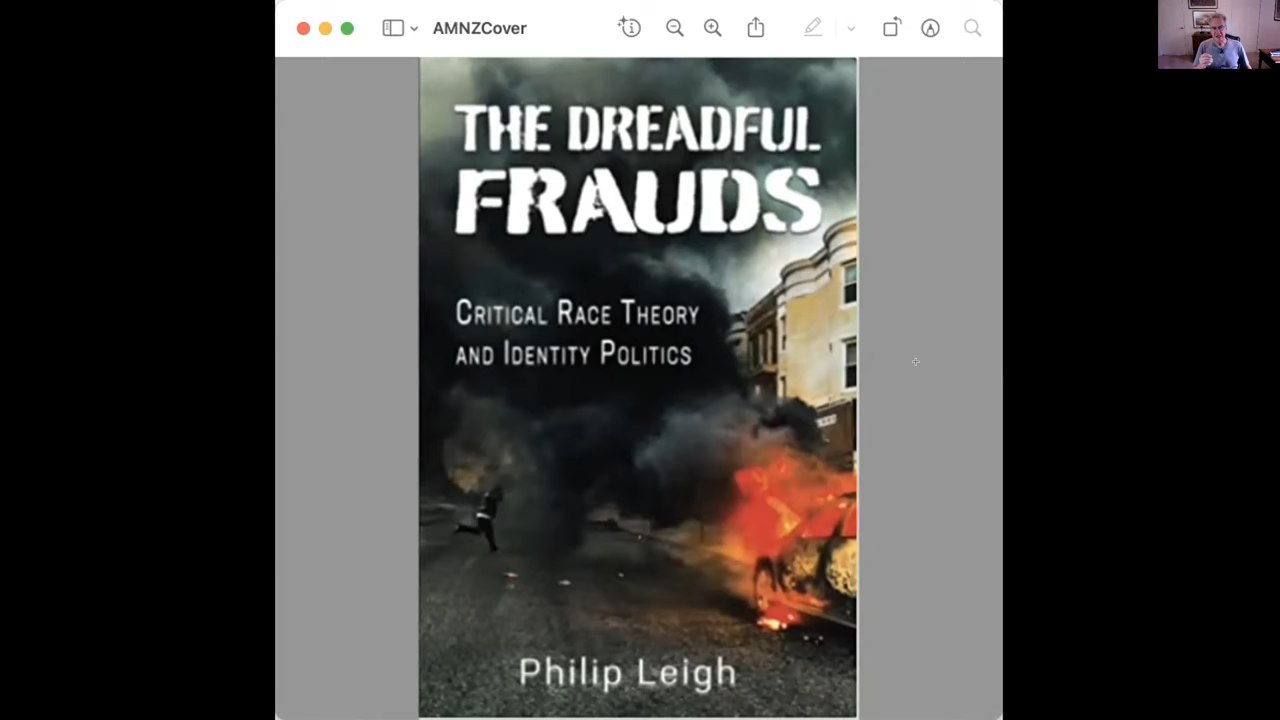 AMNZCover
THE DREADFUL
FRAUDS
CRITICAL RACE THEORY
AND IDENTITY POLITICS
Philip Leigh